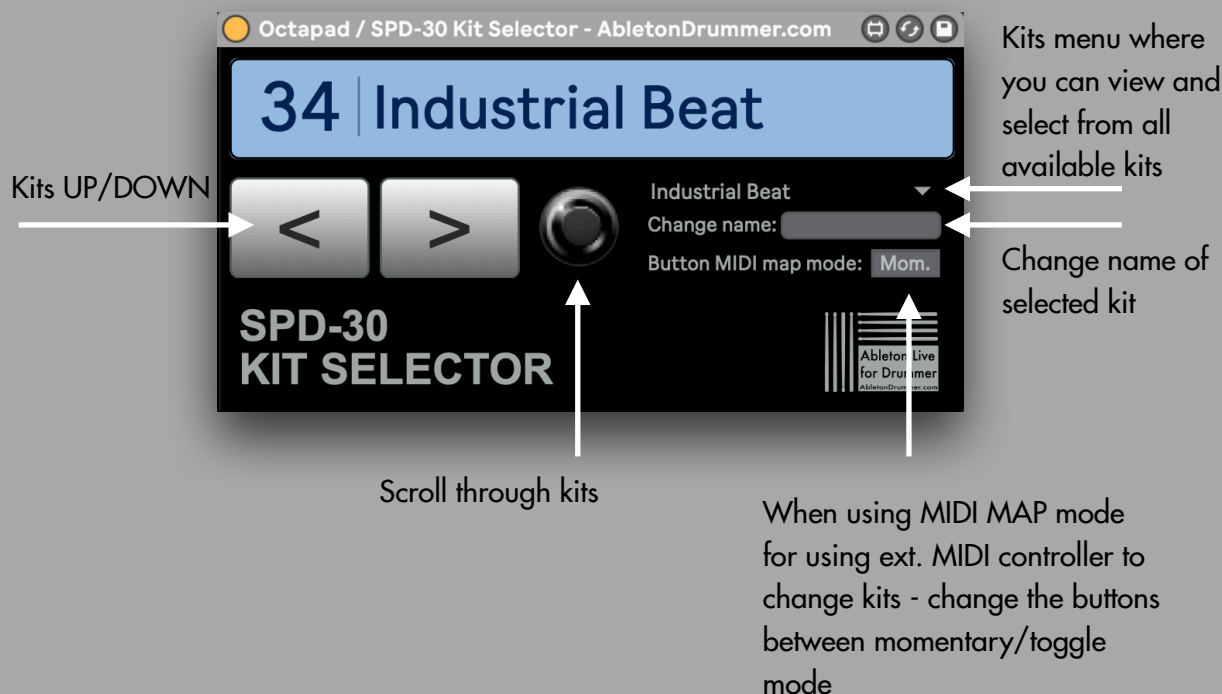 Octapad / SPD-30 Kit Selector - AbletonDrummer.com
34 Industrial Beat
Kits menu where
you can view and
select from all
available kits
Kits UP/DOWN
< >
Industrial Beat
Change name:
Button MIDI map mode: Mom.
Change name of
selected kit
SPD-30
KIT SELECTOR
Ableton Live
for Drummer
AbletonDrummer.com
Scroll through kits
When using MIDI MAP mode
for using ext. MIDI controller to
change kits - change the buttons
between momentary/toggle
mode